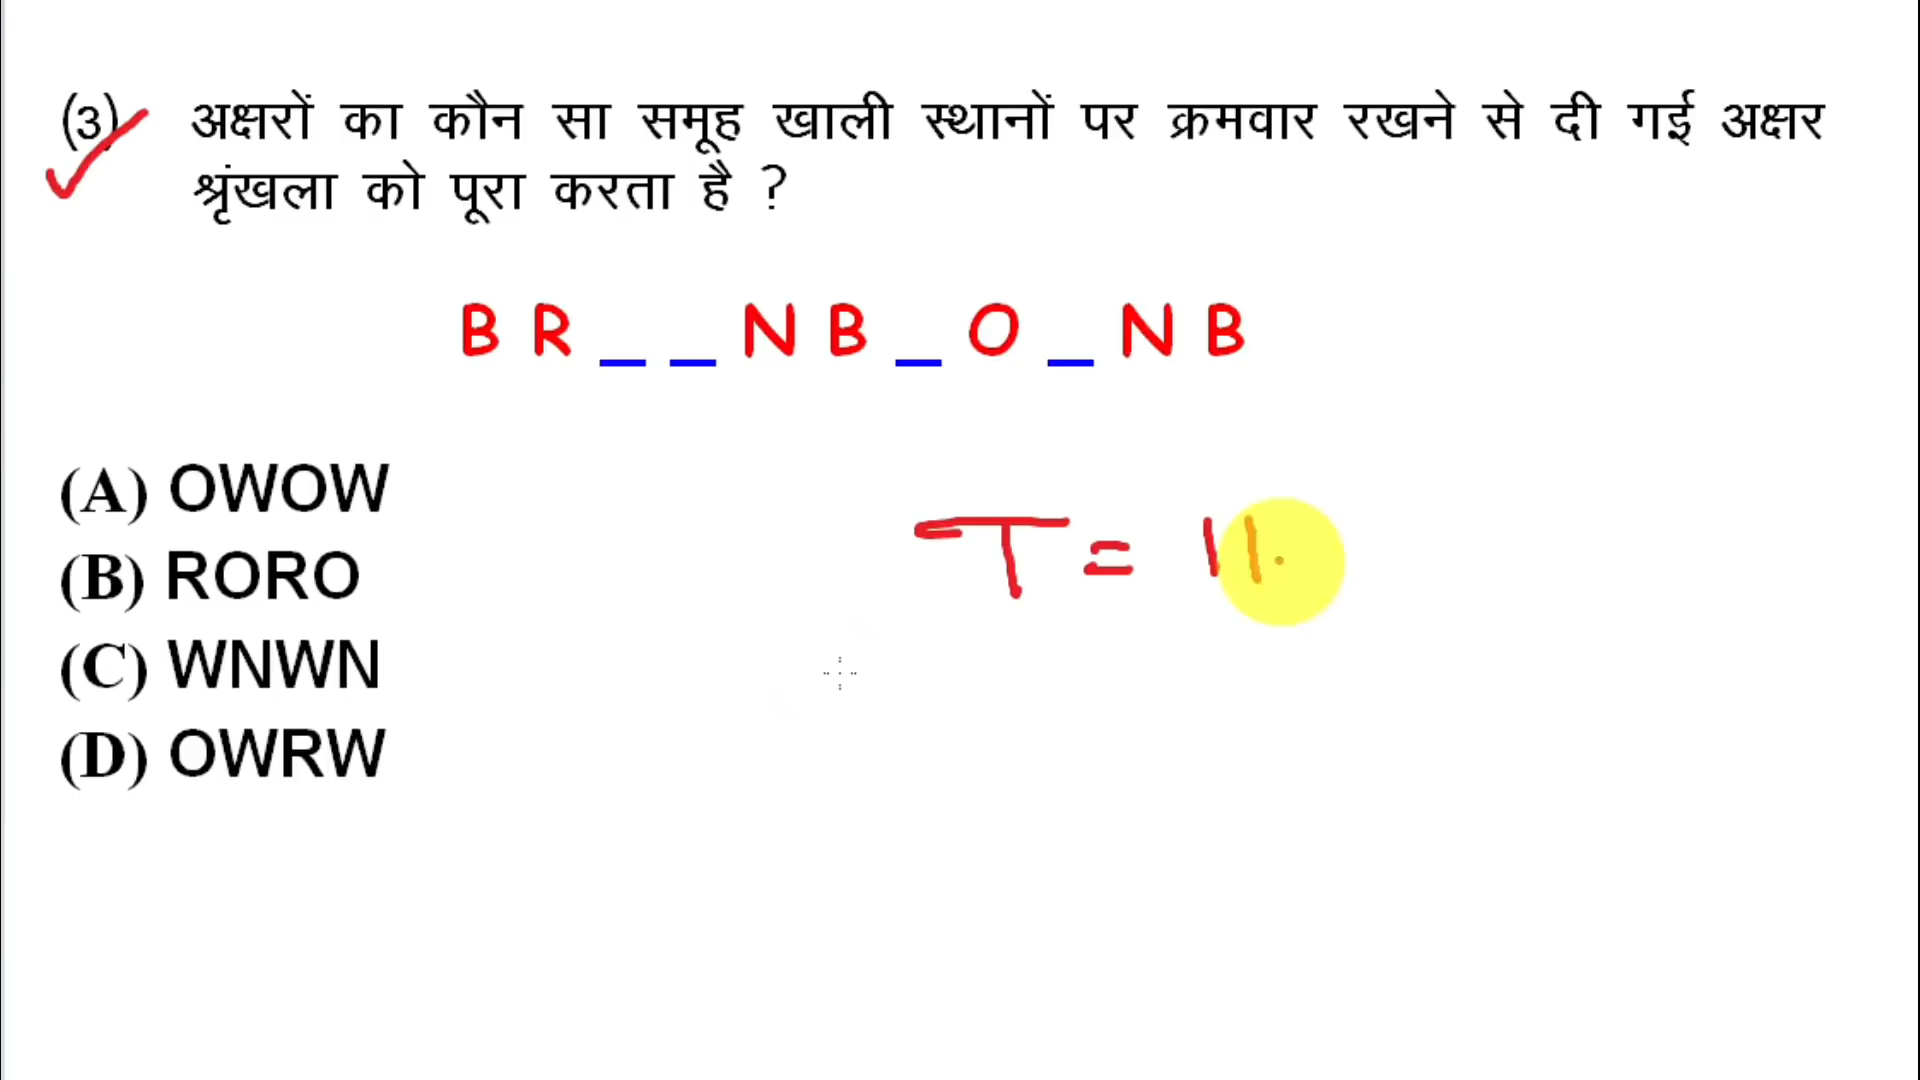 (3) अक्षरों का कौन सा समूह खाली स्थानों पर क्रमवार रखने से दी गई अक्षर
श्रृंखला को पूरा करता है ?
B R _ _ N B _ O _ N B
(A) OWOW
T = 11
(B) RORO
(C) WNWN
(D) OWRW